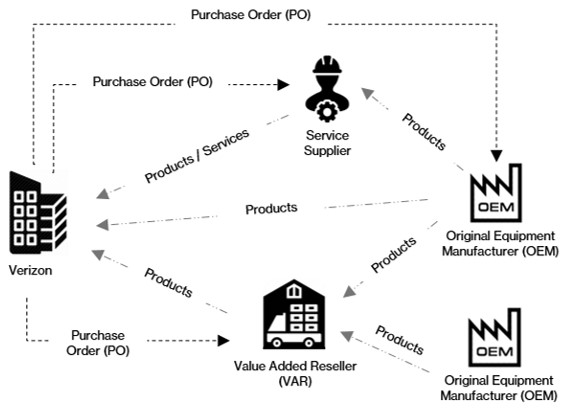 Purchase Order (PO)
Purchase Order (PO)
Service
Supplier
Products
Products / Services
OEM
Products
Original Equipment
Manufacturer (OEM)
Verizon
Products
Products
Purchase
Order (PO)
Value Added Reseller
(VAR)
Products
OEM
Original Equipment
Manufacturer (OEM)